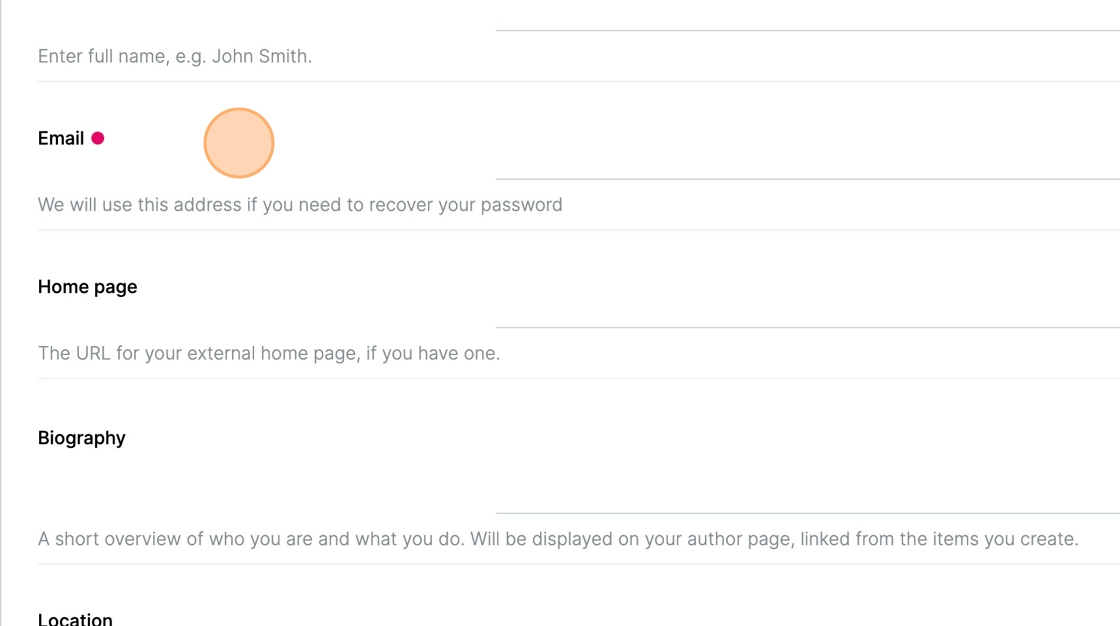 Enter full name, e.g. John Smith.
Email
We will use this address if you need to recover your password
Home page
The URL for your external home page, if you have one.
Biography
A short overview of who you are and what you do. Will be displayed on your author page, linked from the items you create.
Location